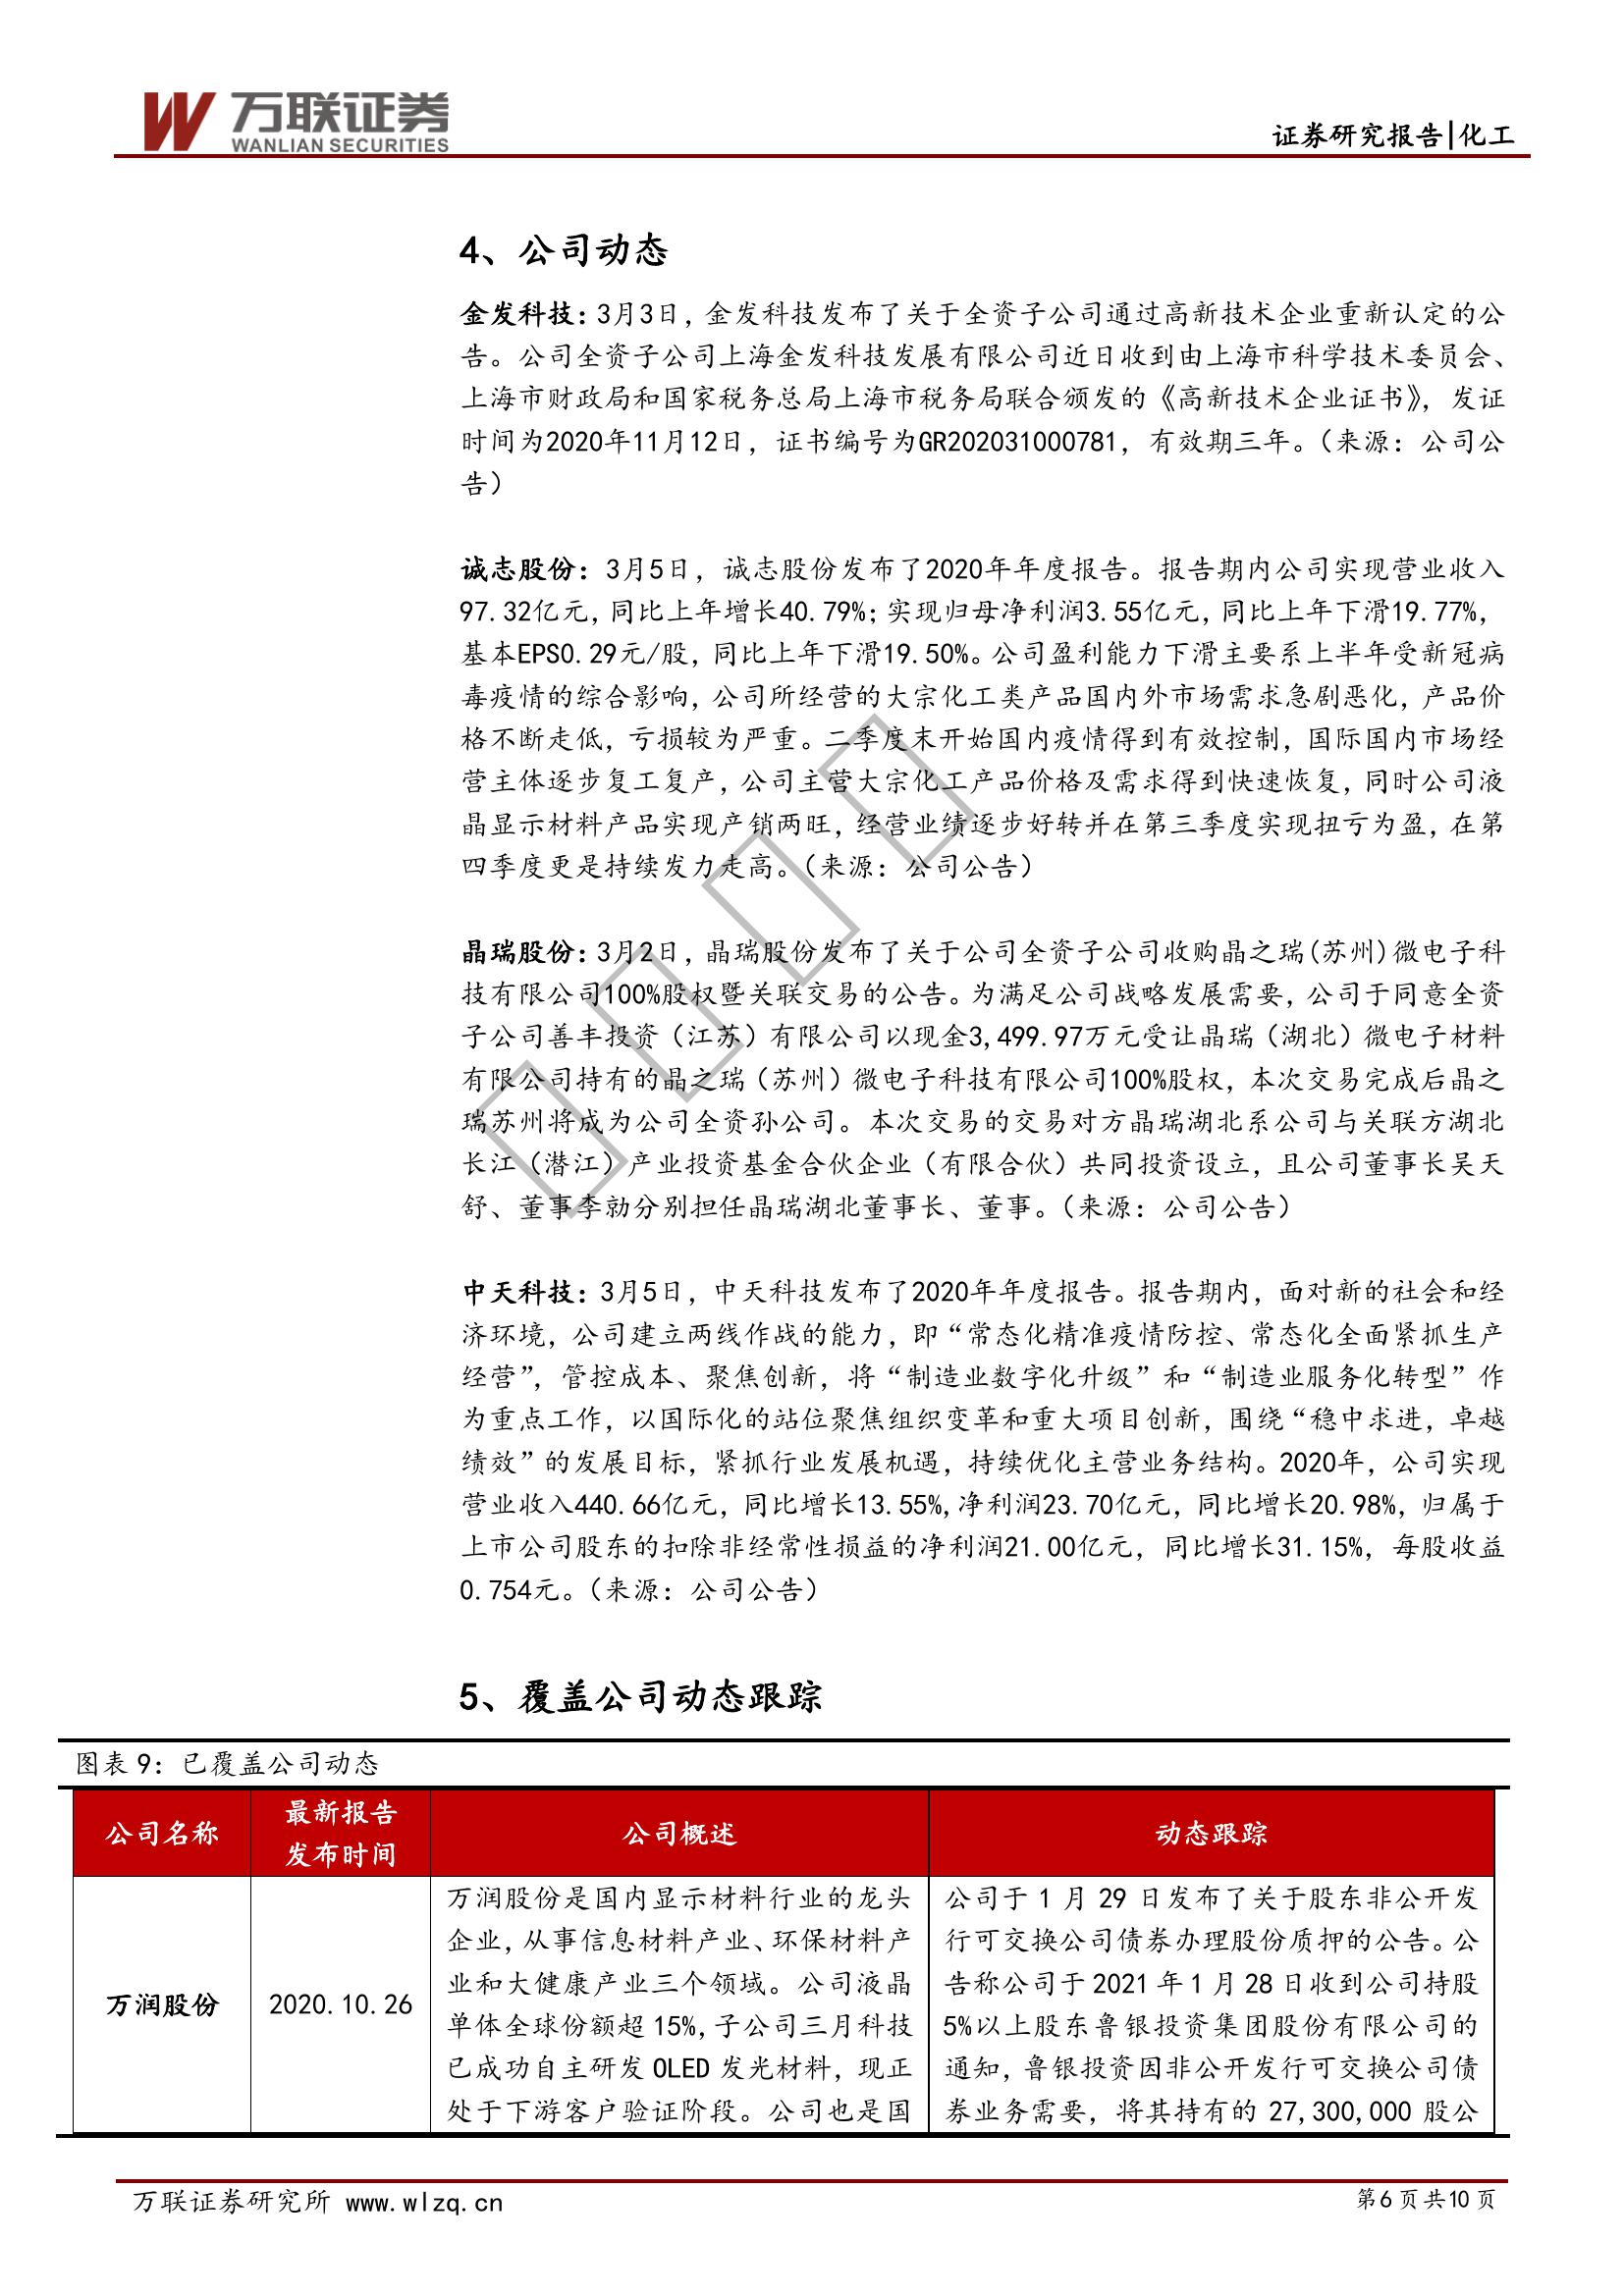 万联证券
WANLIAN SECURITIES
证券研究报告|化工
4、公司动态
金发科技：3月3日，金发科技发布了关于全资子公司通过高新技术企业重新认定的公
告。公司全资子公司上海金发科技发展有限公司近日收到由上海市科学技术委员会、
上海市财政局和国家税务总局上海市税务局联合颁发的《高新技术企业证书》，发证
时间为2020年11月12日，证书编号为GR202031000781，有效期三年。（来源：公司公
告）
诚志股份：3月5日，诚志股份发布了2020年年度报告。报告期内公司实现营业收入
97.32亿元，同比上年增长40.79%；实现归母净利润3.55亿元，同比上年下滑19.77%，
基本EPS0.29元/股，同比上年下滑19.50%。公司盈利能力下滑主要系上半年受新冠病
毒疫情的综合影响，公司所经营的大宗化工类产品国内外市场需求急剧恶化，产品价
格不断走低，亏损较为严重。二季度末开始国内疫情得到有效控制，国际国内市场经
营主体逐步复工复产，公司主营大宗化工产品价格及需求得到快速恢复，同时公司液
晶显示材料产品实现产销两旺，经营业绩逐步好转并在第三季度实现扭亏为盈，在第
四季度更是持续发力走高。（来源：公司公告）
晶瑞股份：3月2日，晶瑞股份发布了关于公司全资子公司收购晶之瑞(苏州)微电子科
技有限公司100%股权暨关联交易的公告。为满足公司战略发展需要，公司于同意全资
子公司善丰投资（江苏）有限公司以现金3,499.97万元受让晶瑞（湖北）微电子材料
有限公司持有的晶之瑞（苏州）微电子科技有限公司100%股权，本次交易完成后晶之
瑞苏州将成为公司全资孙公司。本次交易的交易对方晶瑞湖北系公司与关联方湖北
长江（潜江）产业投资基金合伙企业（有限合伙）共同投资设立，且公司董事长吴天
舒、董事李勍分别担任晶瑞湖北董事长、董事。（来源：公司公告）
中天科技：3月5日，中天科技发布了2020年年度报告。报告期内，面对新的社会和经
济环境，公司建立两线作战的能力，即“常态化精准疫情防控、常态化全面紧抓生产
经营”，管控成本、聚焦创新，将“制造业数字化升级”和“制造业服务化转型”作
为重点工作，以国际化的站位聚焦组织变革和重大项目创新，围绕“稳中求进，卓越
绩效”的发展目标，紧抓行业发展机遇，持续优化主营业务结构。2020年，公司实现
营业收入440.66亿元，同比增长13.55%,净利润23.70亿元，同比增长20.98%，归属于
上市公司股东的扣除非经常性损益的净利润21.00亿元，同比增长31.15%，每股收益
0.754元。（来源：公司公告）
5、覆盖公司动态跟踪
图表 9：已覆盖公司动态
公司名称
最新报告
发布时间
公司概述
动态跟踪
万润股份
2020.10.26
万润股份是国内显示材料行业的龙头
企业，从事信息材料产业、环保材料产
业和大健康产业三个领域。公司液晶
单体全球份额超 15%,子公司三月科技
已成功自主研发 OLED 发光材料，现正
处于下游客户验证阶段。公司也是国
公司于 1 月 29 日发布了关于股东非公开发
行可交换公司债券办理股份质押的公告。公
告称公司于 2021 年 1 月 28 日收到公司持股
5%以上股东鲁银投资集团股份有限公司的
通知，鲁银投资因非公开发行可交换公司债
券业务需要，将其持有的 27,300,000 股公
万联证券研究所 www.wlzq.cn
第6 页共10 页